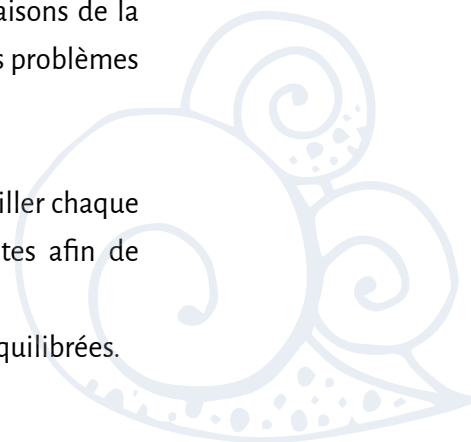 aisons de la
s problèmes
iller chaque
tes afin de
quilibrées.